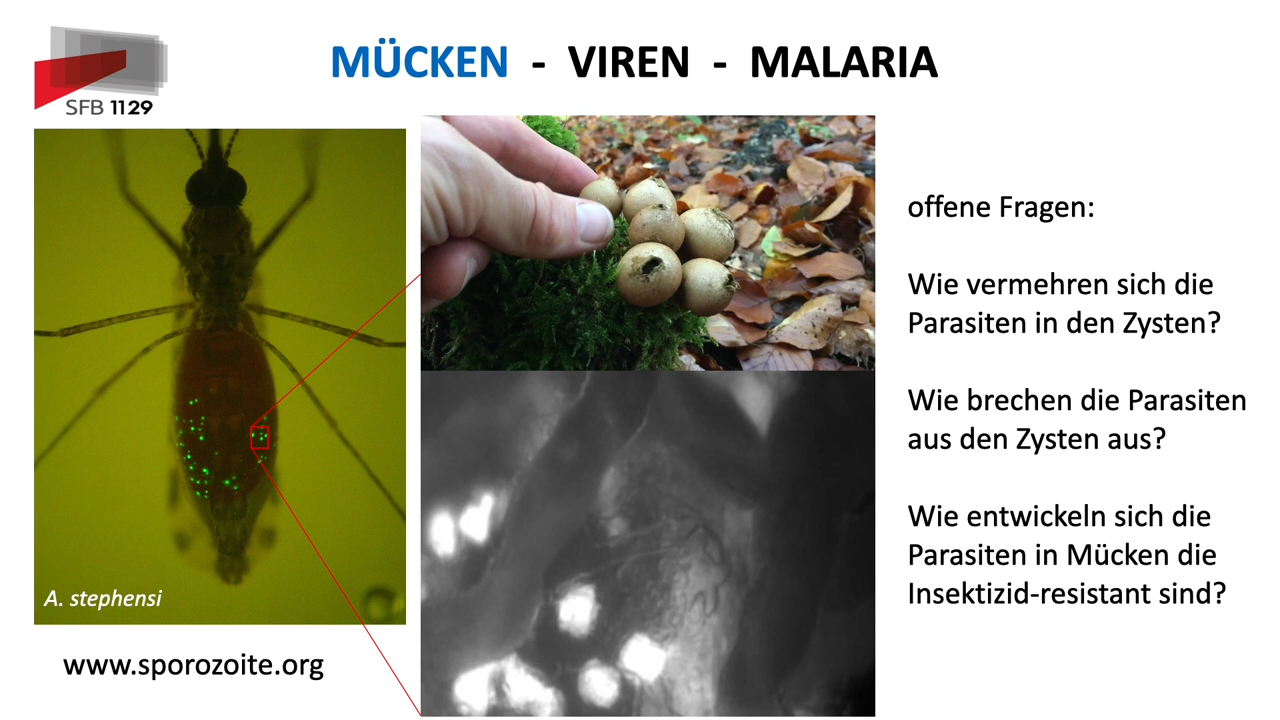 MÜCKEN - VIREN - MALARIA
SFB 1129
offene Fragen:
Wie vermehren sich die
Parasiten in den Zysten?
Wie brechen die Parasiten
aus den Zysten aus?
Wie entwickeln sich die
Parasiten in Mücken die
Insektizid-resistant sind?
A. stephensi
www.sporozoite.org